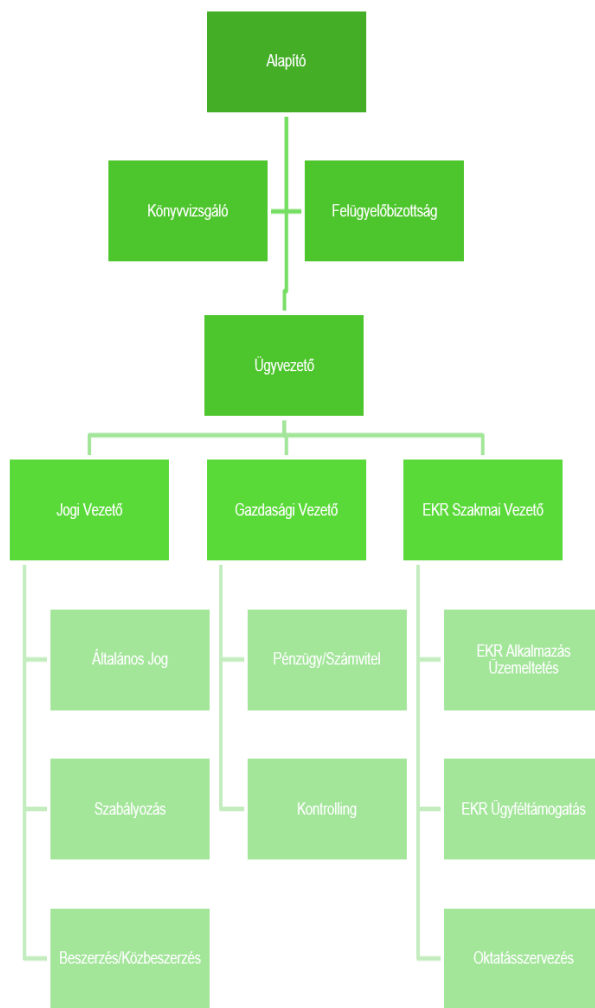 Alapító
Könyvvizsgáló
Felügyelőbizottság
Ügyvezető
Jogi Vezető
Gazdasági Vezető
EKR Szakmai Vezető
Általános Jog
Pénzügy/Számvitel
EKR Alkalmazás
Üzemeltetés
Szabályozás
Kontrolling
EKR Ügyféltámogatás
Beszerzés/Közbeszerzés
Oktatásszervezés